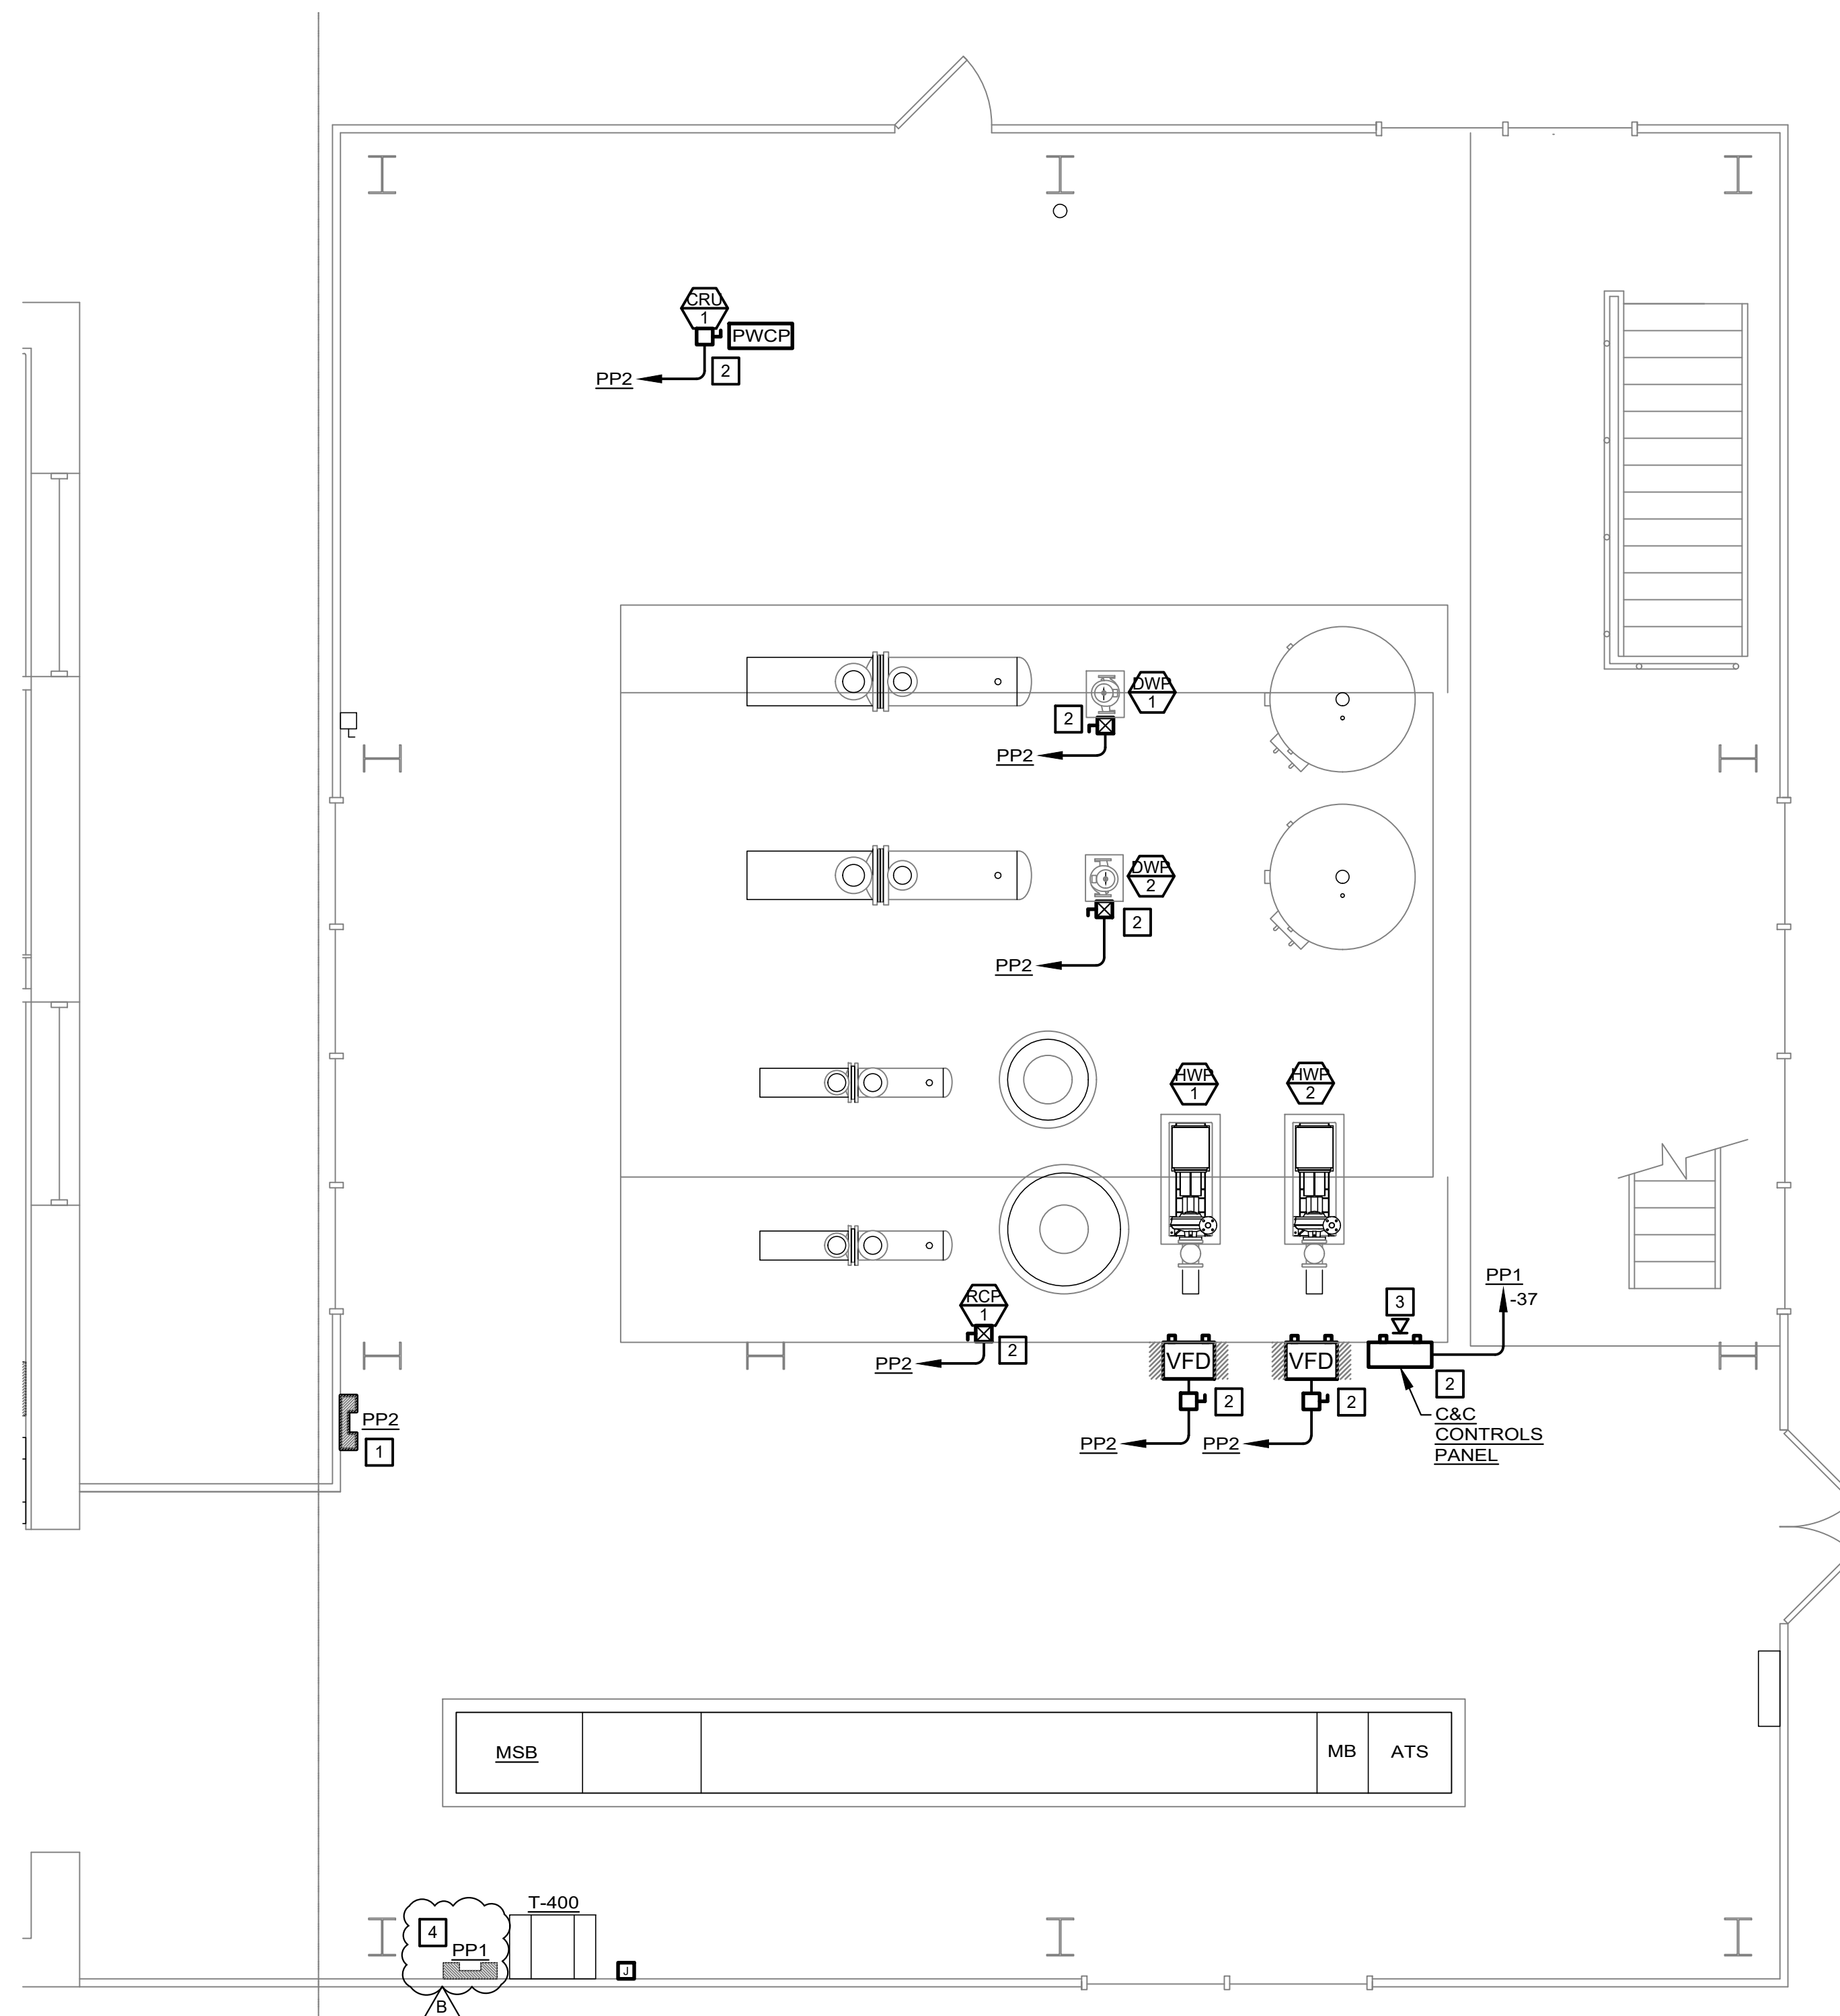 CRU
1
PWCP
2
PP2
DWP
1
2
PP2
DWP
2
2
PP2
HWP
1
HWP
2
PP1
-37
RCP
1
3
2
PP2
VFD
VFD
2
2
2
C&C
CONTROLS
PANEL
PP2
1
PP2
PP2
MSB
MB
ATS
T-400
4
PP1
J
B